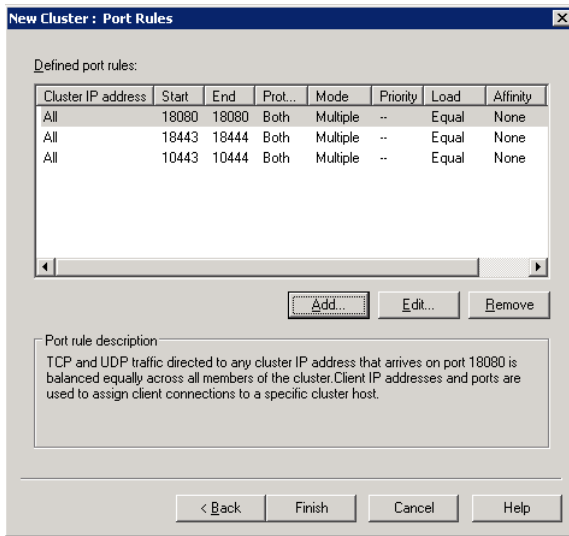 New Cluster : Port Rules
Defined port rules:
Cluster IP address Start End Prot... Mode Priority Load Affinity
All 18080 18080 Both Multiple -- Equal None
All 18443 18444 Both Multiple -- Equal None
All 10443 10444 Both Multiple -- Equal None
Add... Edit... Remove
Port rule description
TCP and UDP traffic directed to any cluster IP address that arrives on port 18080 is
balanced equally across all members of the cluster.Client IP addresses and ports are
used to assign client connections to a specific cluster host.
< Back Finish Cancel Help